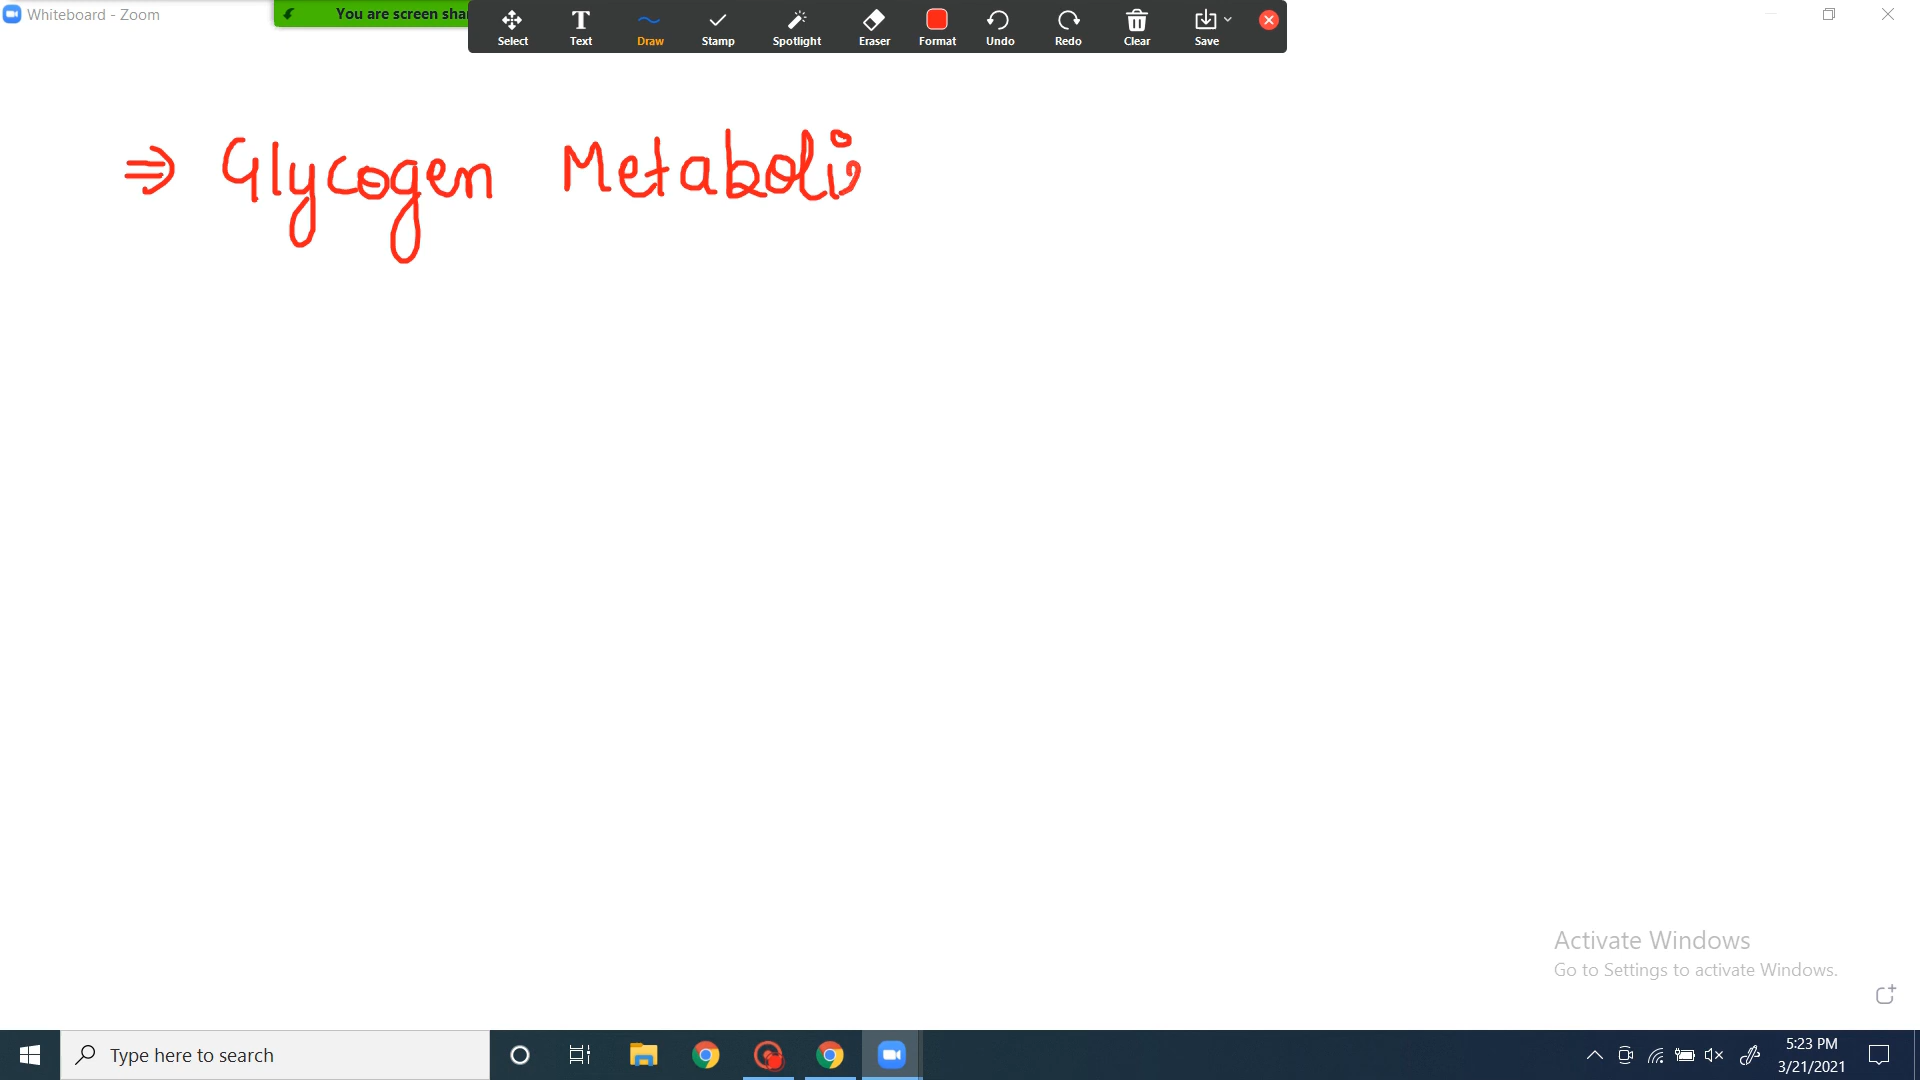 Whiteboard - Zoom
You are screen sha
Select Text Draw Stamp Spotlight Eraser Format Undo Redo Clear Save
⇒ Glycogen Metabolis
Activate Windows
Go to Settings to activate Windows.
Type here to search
5:23 PM
3/21/2021